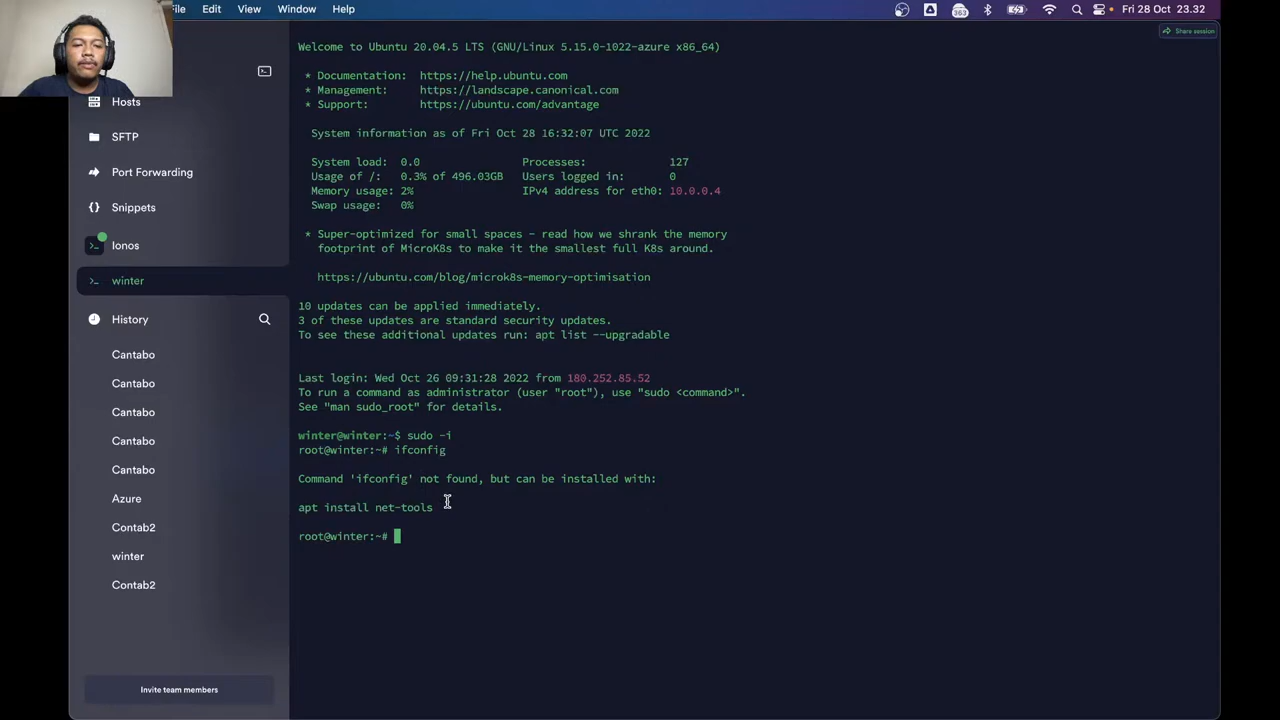 File Edit View Window Help
363
Fri 28 Oct 23.32
Share session
Hosts
SFTP
Port Forwarding
{} Snippets
Ionos
winter
History
Cantabo
Cantabo
Cantabo
Cantabo
Cantabo
Azure
Contab2
winter
Contab2
Invite team members
Welcome to Ubuntu 20.04.5 LTS (GNU/Linux 5.15.0-1022-azure x86_64)
* Documentation: https://help.ubuntu.com
* Management: https://landscape.canonical.com
* Support: https://ubuntu.com/advantage
System information as of Fri Oct 28 16:32:07 UTC 2022
System load: 0.0 Processes: 127
Usage of /: 0.3% of 496.03GB Users logged in: 0
Memory usage: 2% IPv4 address for eth0: 10.0.0.4
Swap usage: 0%
* Super-optimized for small spaces - read how we shrank the memory
footprint of MicroK8s to make it the smallest full K8s around.
https://ubuntu.com/blog/microk8s-memory-optimisation
10 updates can be applied immediately.
3 of these updates are standard security updates.
To see these additional updates run: apt list --upgradable
Last login: Wed Oct 26 09:31:28 2022 from 180.252.85.52
To run a command as administrator (user "root"), use "sudo <command>".
See "man sudo_root" for details.
winter@winter:~$ sudo -i
root@winter:~# ifconfig
Command 'ifconfig' not found, but can be installed with:
apt install net-tools
root@winter:~#